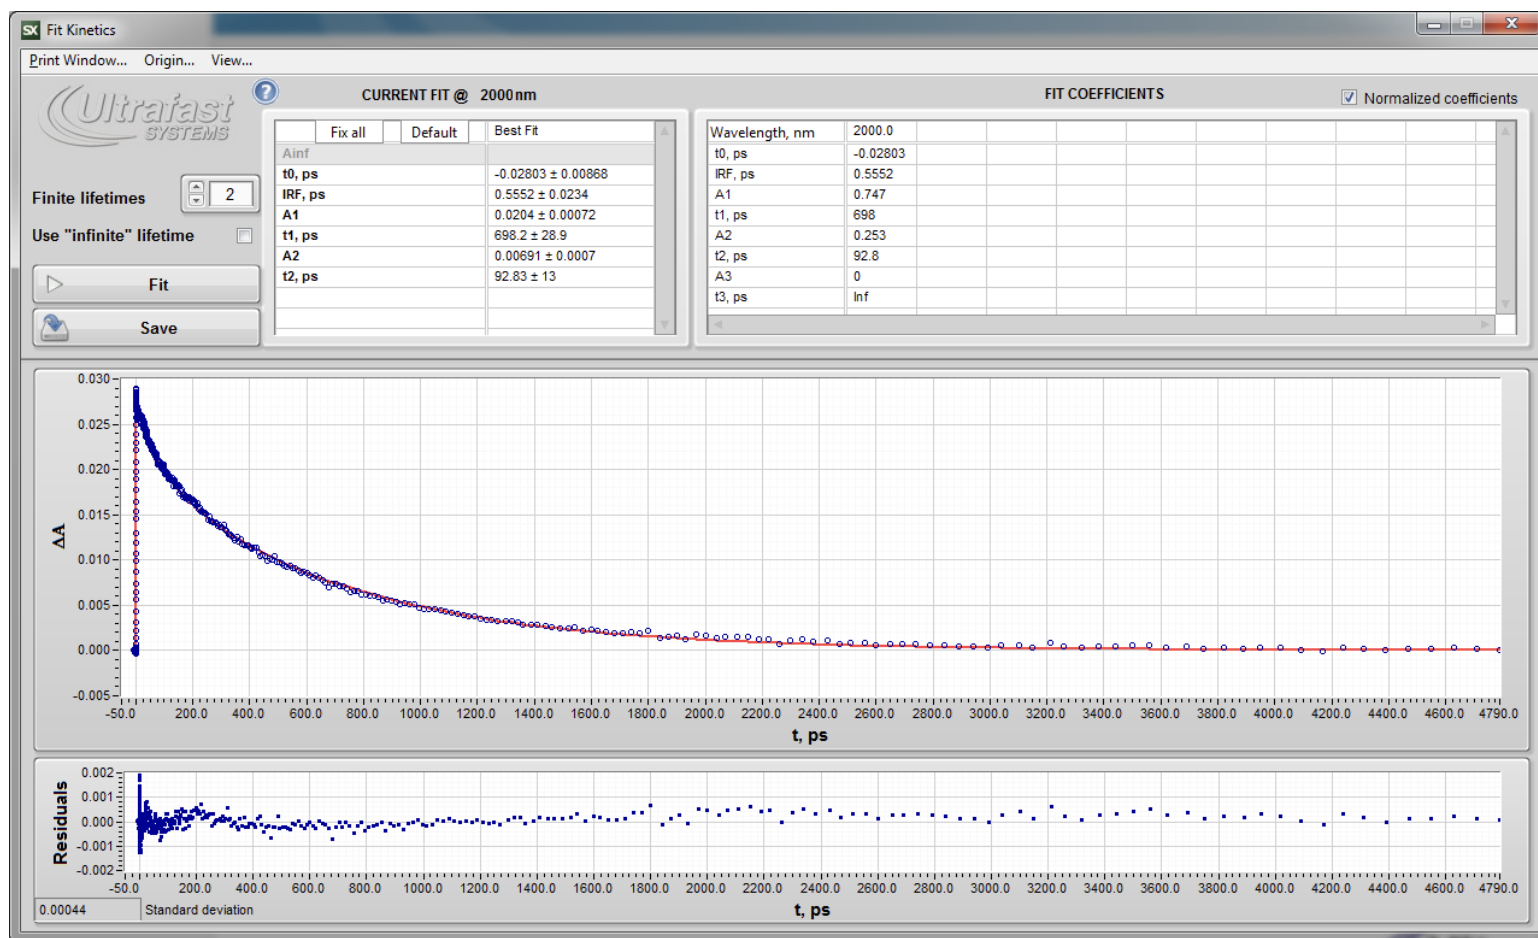 SX Fit Kinetics
Print Window... Origin... View...
Ultrafast
SYSTEMS
?
CURRENT FIT @ 2000nm
FIT COEFFICIENTS
Normalized coefficients
Finite lifetimes 2
Use "infinite" lifetime
Fit
Save
Fix all Default Best Fit
Ainf
t0, ps -0.02803 ± 0.00868
IRF, ps 0.5552 ± 0.0234
A1 0.0204 ± 0.00072
t1, ps 698.2 ± 28.9
A2 0.00691 ± 0.0007
t2, ps 92.83 ± 13
Wavelength, nm 2000.0
t0, ps -0.02803
IRF, ps 0.5552
A1 0.747
t1, ps 698
A2 0.253
t2, ps 92.8
A3 0
t3, ps Inf
0.030
0.025
0.020
0.015
0.010
0.005
0.000
-0.005
ΔA
-50.0 200.0 400.0 600.0 800.0 1000.0 1200.0 1400.0 1600.0 1800.0 2000.0 2200.0 2400.0 2600.0 2800.0 3000.0 3200.0 3400.0 3600.0 3800.0 4000.0 4200.0 4400.0 4600.0 4790.0
t, ps
0.002
0.001
0.000
-0.001
-0.002
Residuals
-50.0 200.0 400.0 600.0 800.0 1000.0 1200.0 1400.0 1600.0 1800.0 2000.0 2200.0 2400.0 2600.0 2800.0 3000.0 3200.0 3400.0 3600.0 3800.0 4000.0 4200.0 4400.0 4600.0 4790.0
t, ps
0.00044 Standard deviation